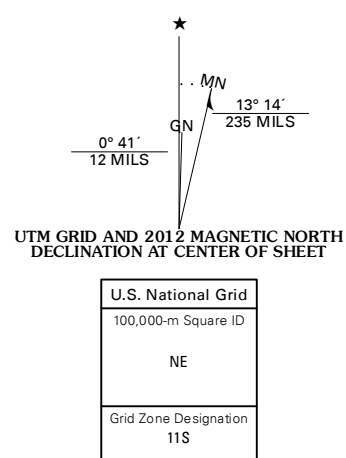 MN
GN
13° 14´
235 MILS
0° 41´
12 MILS
UTM GRID AND 2012 MAGNETIC NORTH
DECLINATION AT CENTER OF SHEET
U.S. National Grid
100,000-m Square ID
NE
Grid Zone Designation
11S